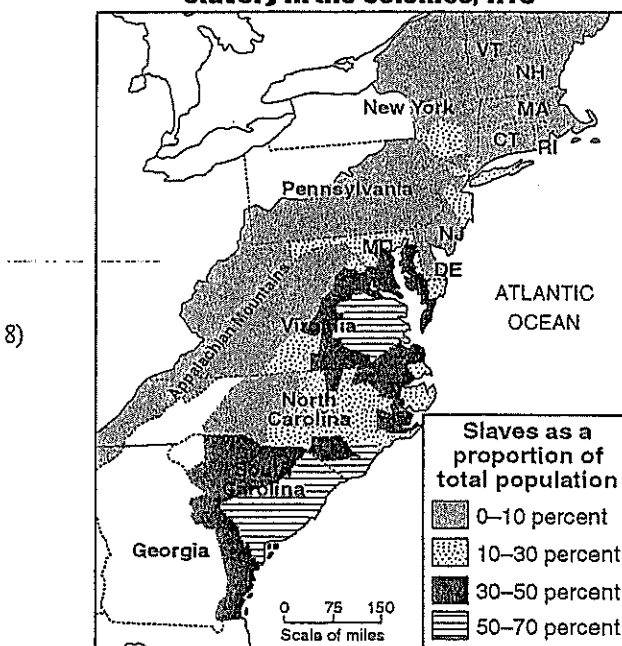 8)
VT
NH
New York
MA
CT
RI
Pennsylvania
NJ
MD
DE
Appalachian Mountains
ATLANTIC
OCEAN
Virginia
North
Carolina
South
Carolina
Georgia
0 75 150
Scale of miles
Slaves as a
proportion of
total population
0–10 percent
10–30 percent
30–50 percent
50–70 percent